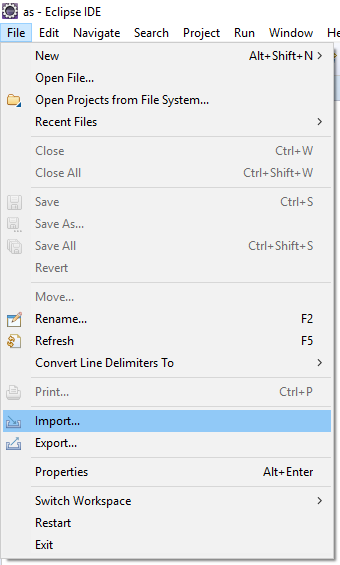 as - Eclipse IDE
File Edit Navigate Search Project Run Window He
New Alt+Shift+N >
Open File...
Open Projects from File System...
Recent Files >
Close Ctrl+W
Close All Ctrl+Shift+W
Save Ctrl+S
Save As...
Save All Ctrl+Shift+S
Revert
Move...
Rename... F2
Refresh F5
Convert Line Delimiters To >
Print... Ctrl+P
Import...
Export...
Properties Alt+Enter
Switch Workspace >
Restart
Exit